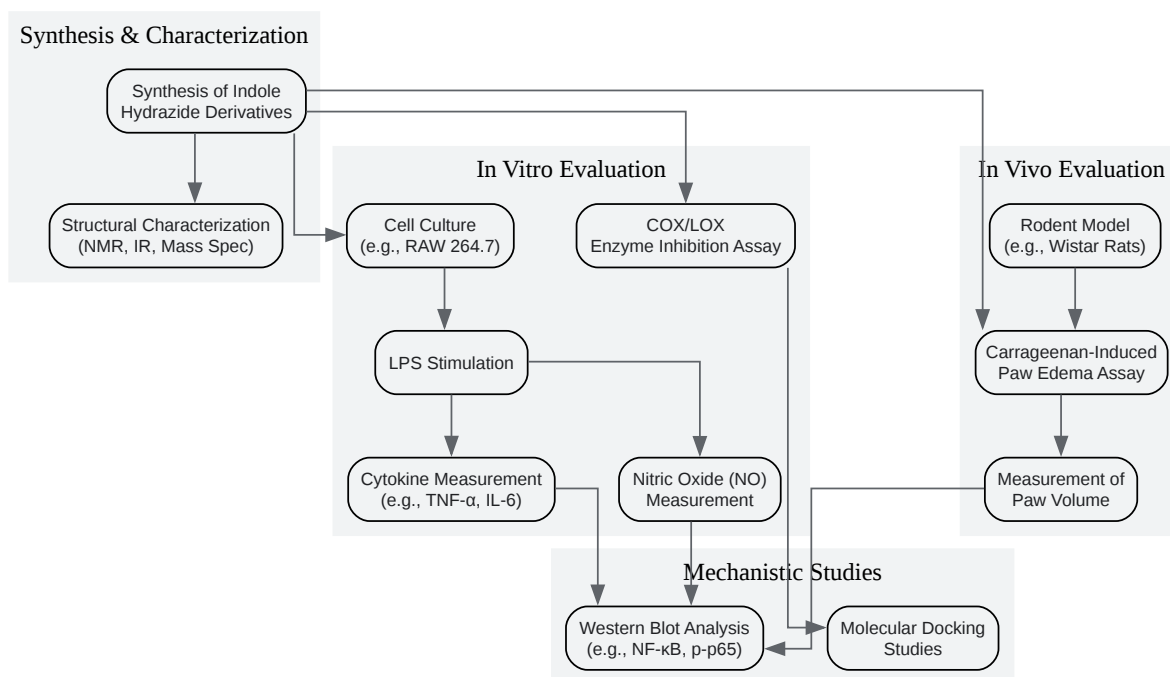 Synthesis & Characterization
Synthesis of Indole
Hydrazide Derivatives
Structural Characterization
(NMR, IR, Mass Spec)
In Vitro Evaluation
Cell Culture
(e.g., RAW 264.7)
COX/LOX
Enzyme Inhibition Assay
LPS Stimulation
Cytokine Measurement
(e.g., TNF-α, IL-6)
Nitric Oxide (NO)
Measurement
In Vivo Evaluation
Rodent Model
(e.g., Wistar Rats)
Carrageenan-Induced
Paw Edema Assay
Measurement of
Paw Volume
Mechanistic Studies
Western Blot Analysis
(e.g., NF-κB, p-p65)
Molecular Docking
Studies